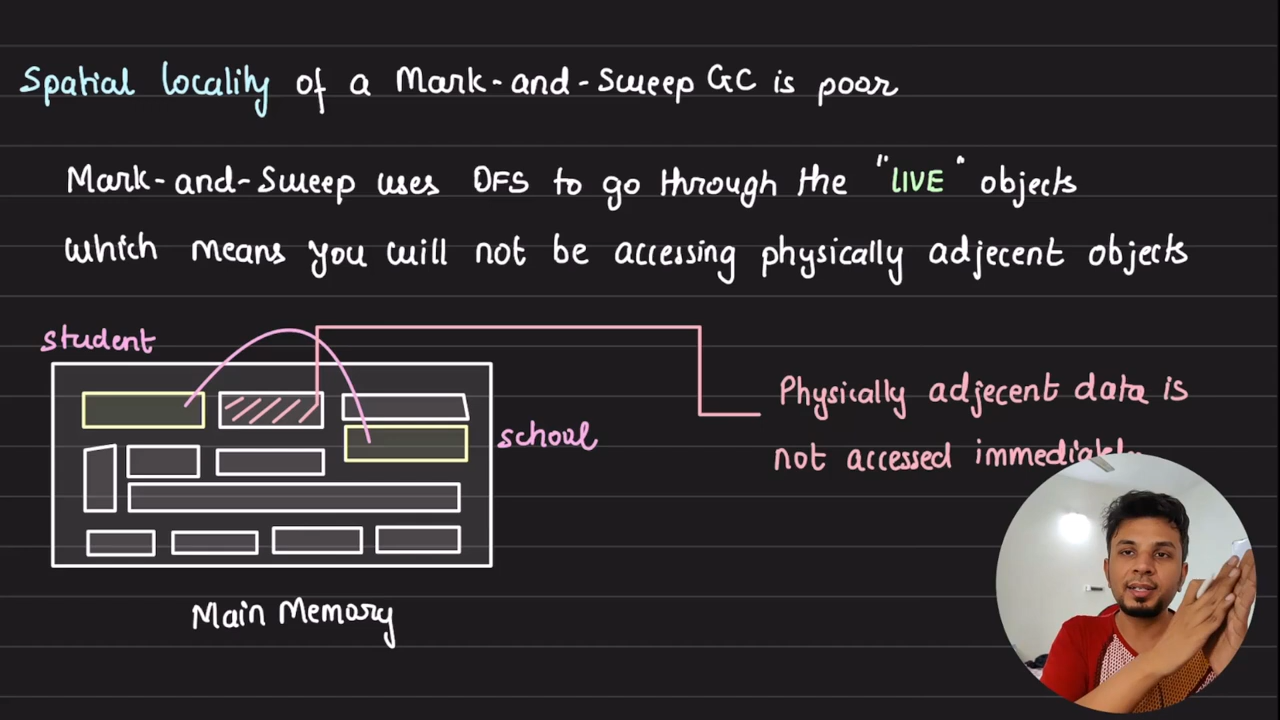 Spatial locality of a Mark-and-Sweep GC is poor
Mark-and-Sweep uses DFS to go through the "LIVE" objects
which means you will not be accessing physically adjecent objects
student
Physically adjecent data is
school
not accessed immediately
Main Memory